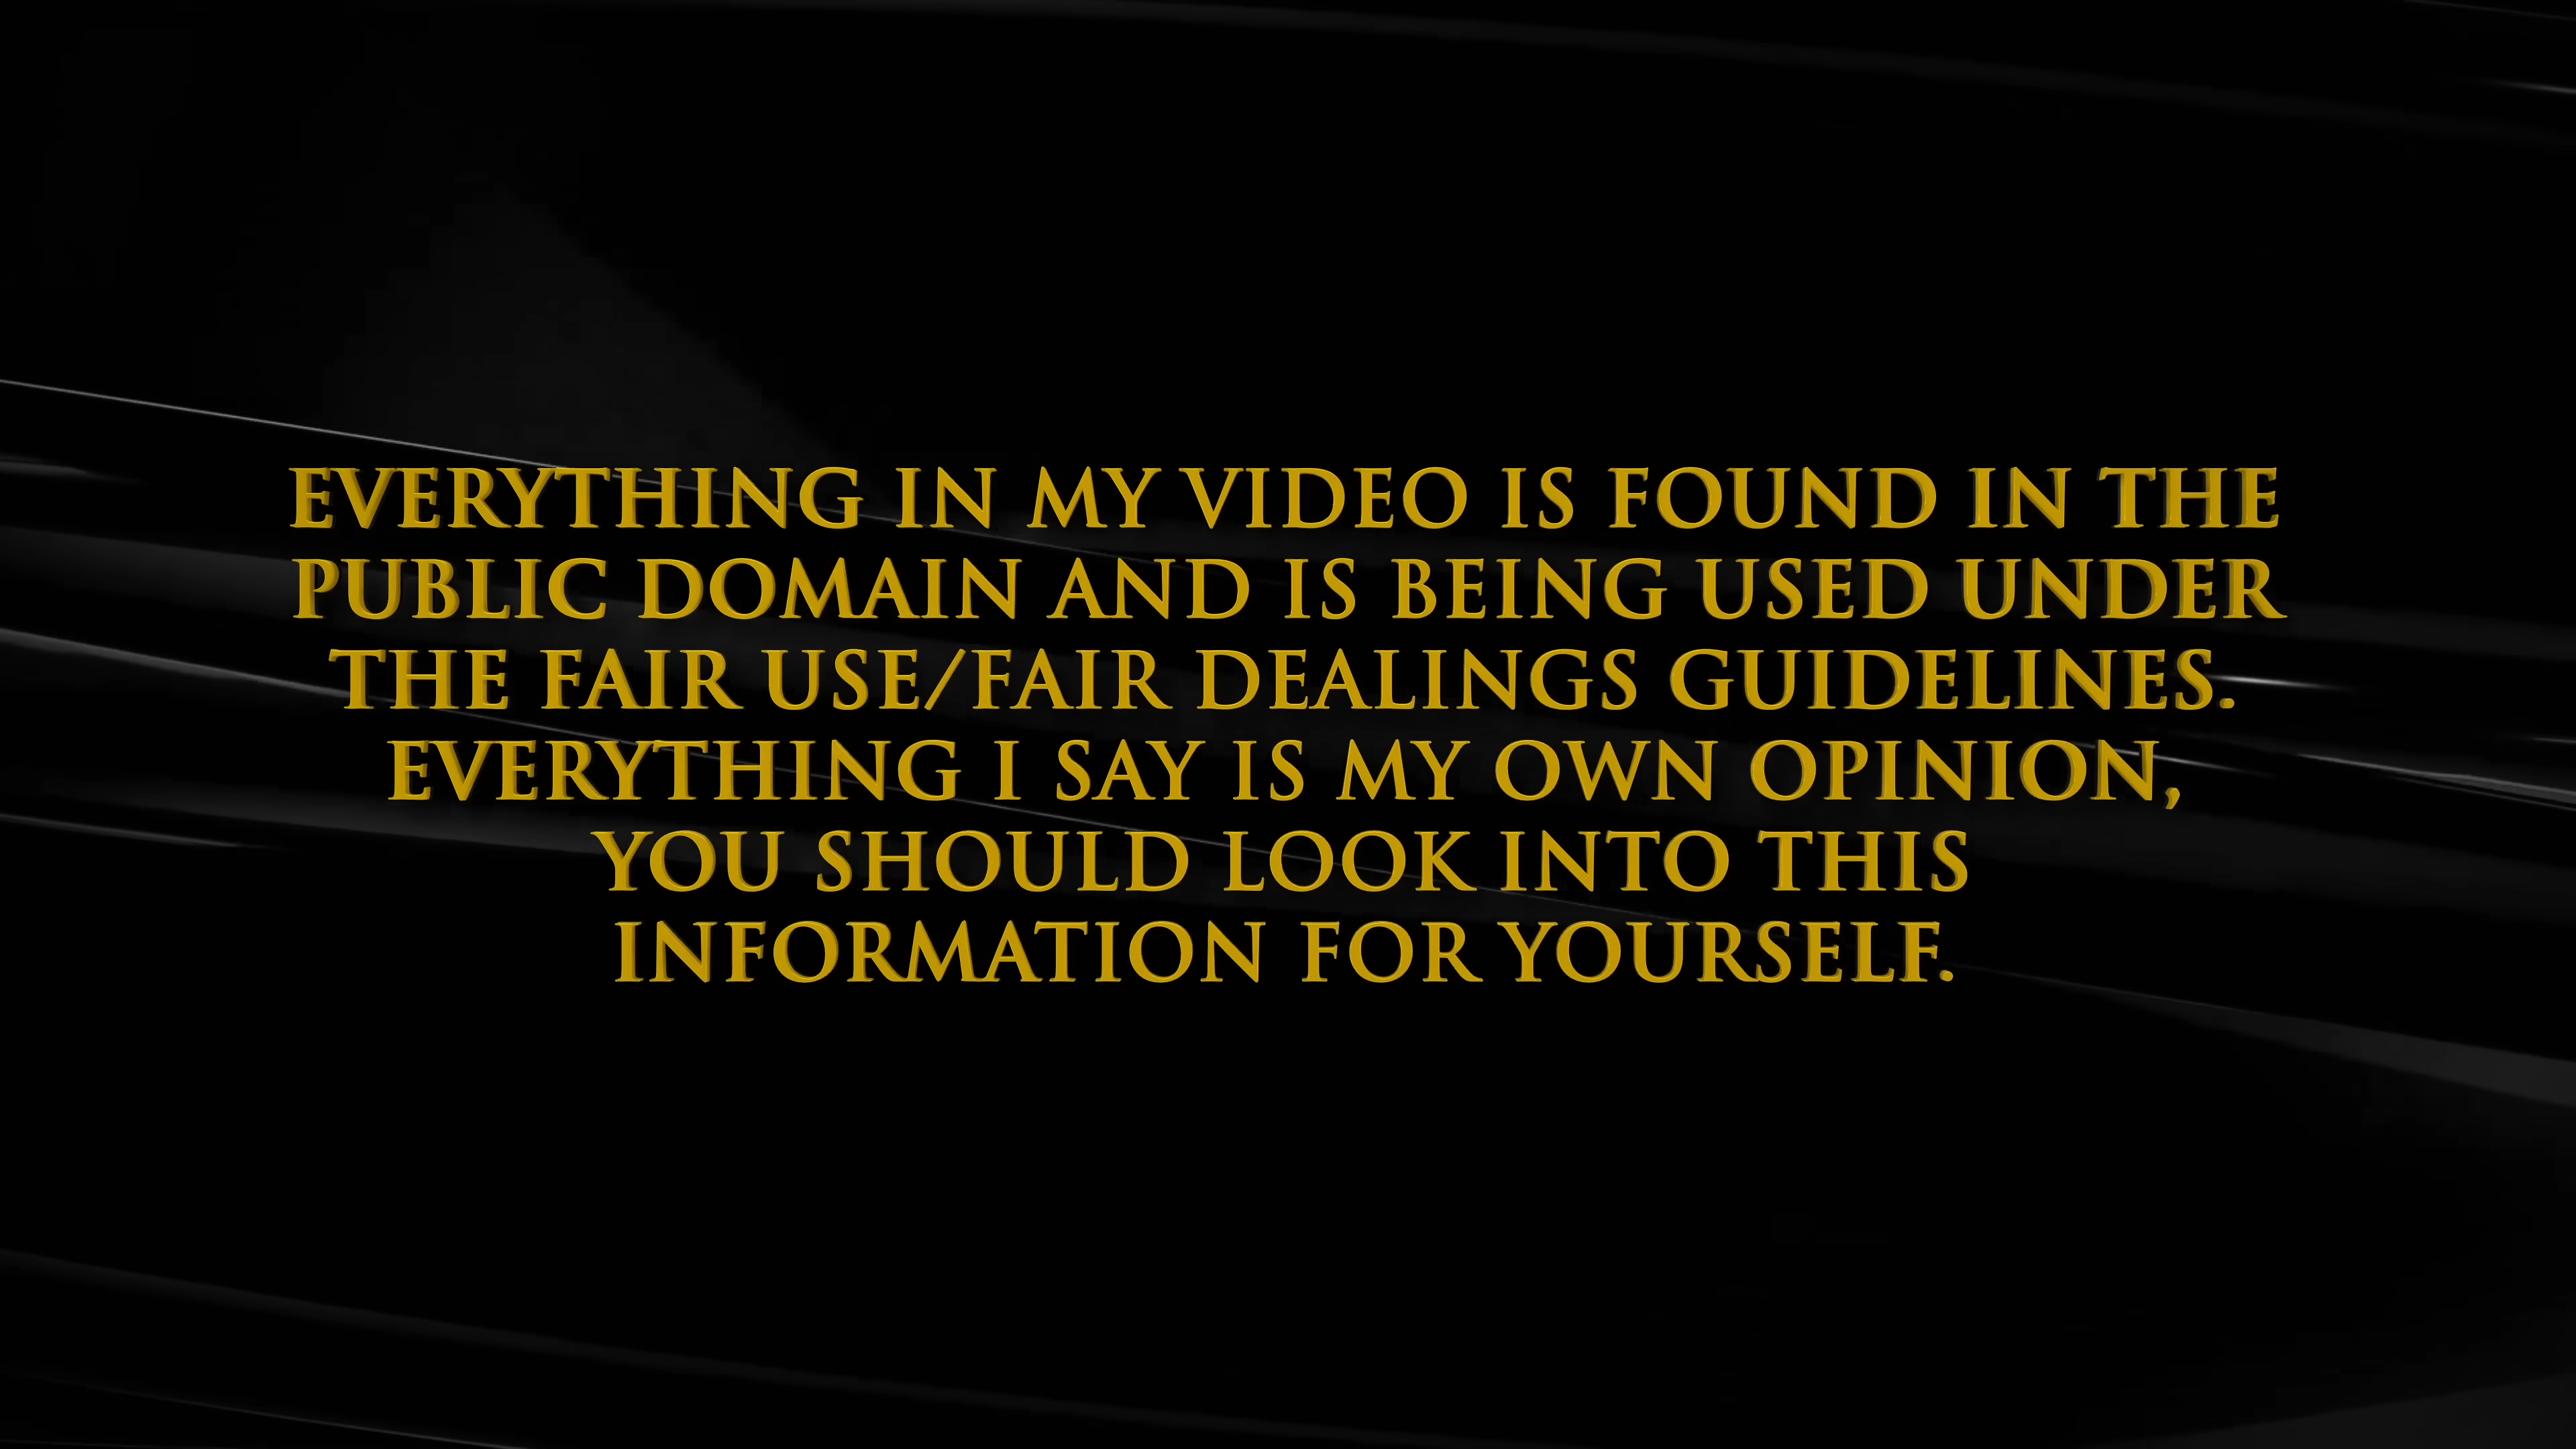 EVERYTHING IN MY VIDEO IS FOUND IN THE
PUBLIC DOMAIN AND IS BEING USED UNDER
THE FAIR USE/FAIR DEALINGS GUIDELINES.
EVERYTHING I SAY IS MY OWN OPINION,
YOU SHOULD LOOK INTO THIS
INFORMATION FOR YOURSELF.